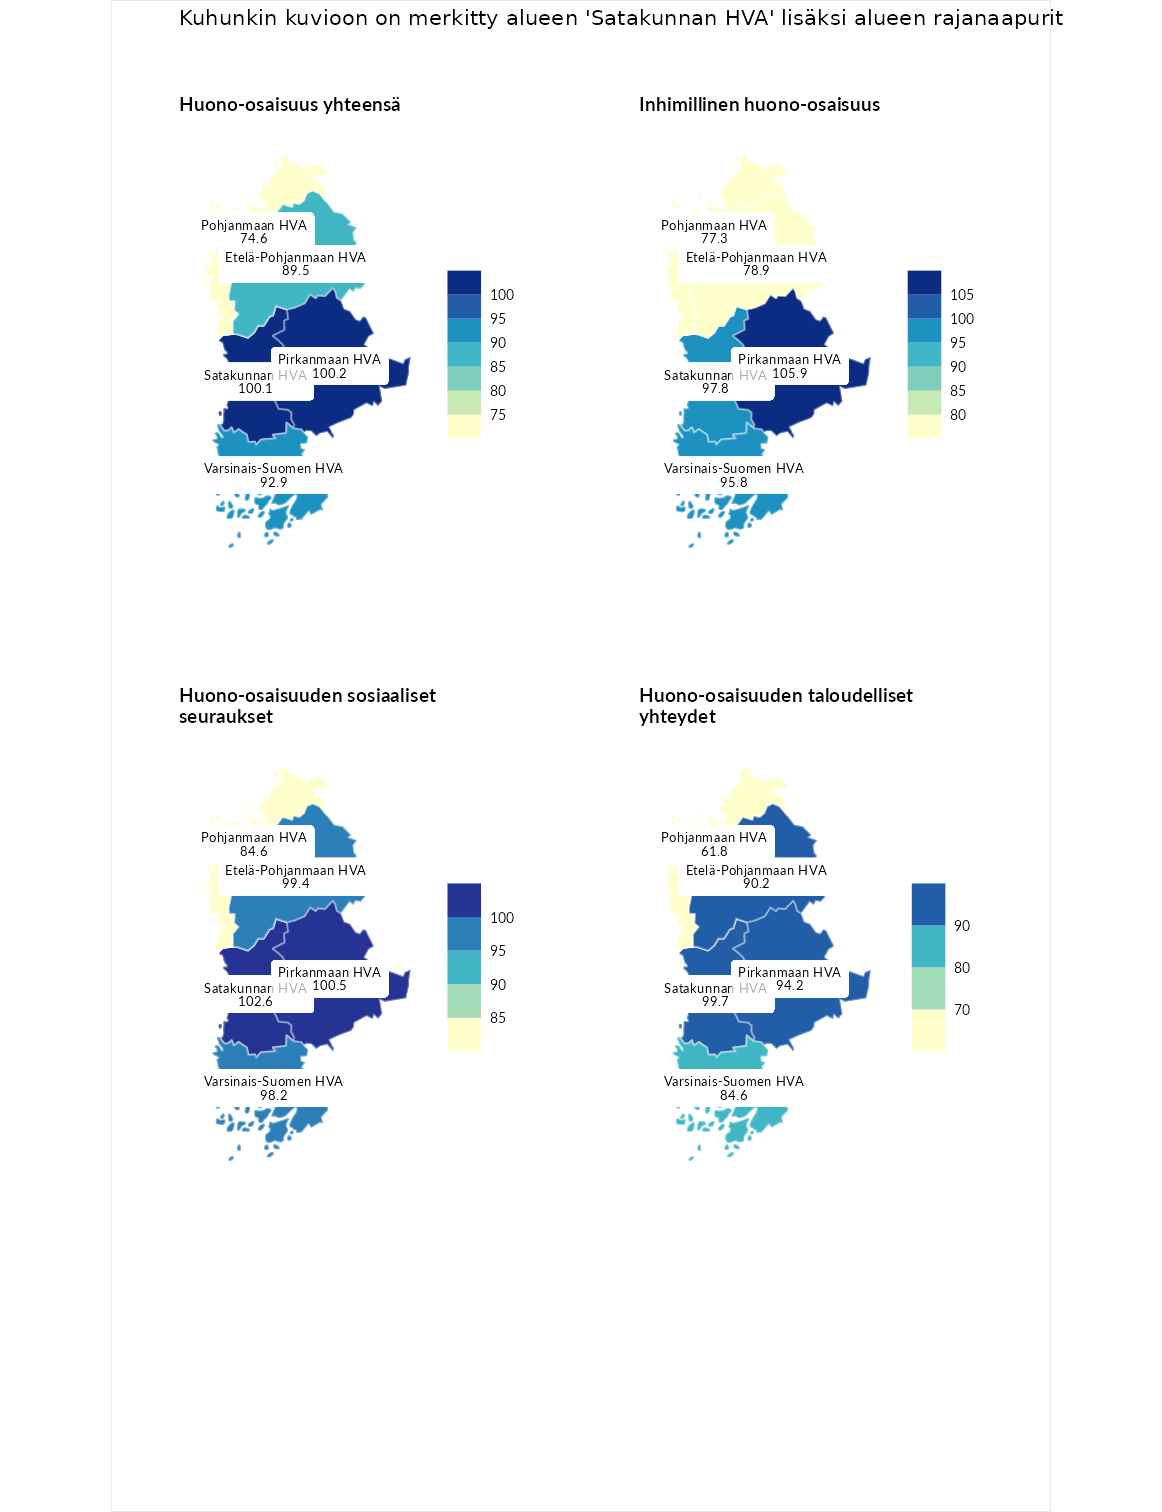 Kuhunkin kuvioon on merkitty alueen 'Satakunnan HVA' lisäksi alueen rajanaapurit
Huono-osaisuus yhteensä
Pohjanmaan HVA
74.6
Etelä-Pohjanmaan HVA
89.5
Pirkanmaan HVA
100.2
Satakunnan HVA
100.1
Varsinais-Suomen HVA
92.9
100
95
90
85
80
75
Inhimillinen huono-osaisuus
Pohjanmaan HVA
77.3
Etelä-Pohjanmaan HVA
78.9
Pirkanmaan HVA
105.9
Satakunnan HVA
97.8
Varsinais-Suomen HVA
95.8
105
100
95
90
85
80
Huono-osaisuuden sosiaaliset
seuraukset
Pohjanmaan HVA
84.6
Etelä-Pohjanmaan HVA
99.4
Pirkanmaan HVA
100.5
Satakunnan HVA
102.6
Varsinais-Suomen HVA
98.2
100
95
90
85
Huono-osaisuuden taloudelliset
yhteydet
Pohjanmaan HVA
61.8
Etelä-Pohjanmaan HVA
90.2
Pirkanmaan HVA
94.2
Satakunnan HVA
99.7
Varsinais-Suomen HVA
84.6
90
80
70